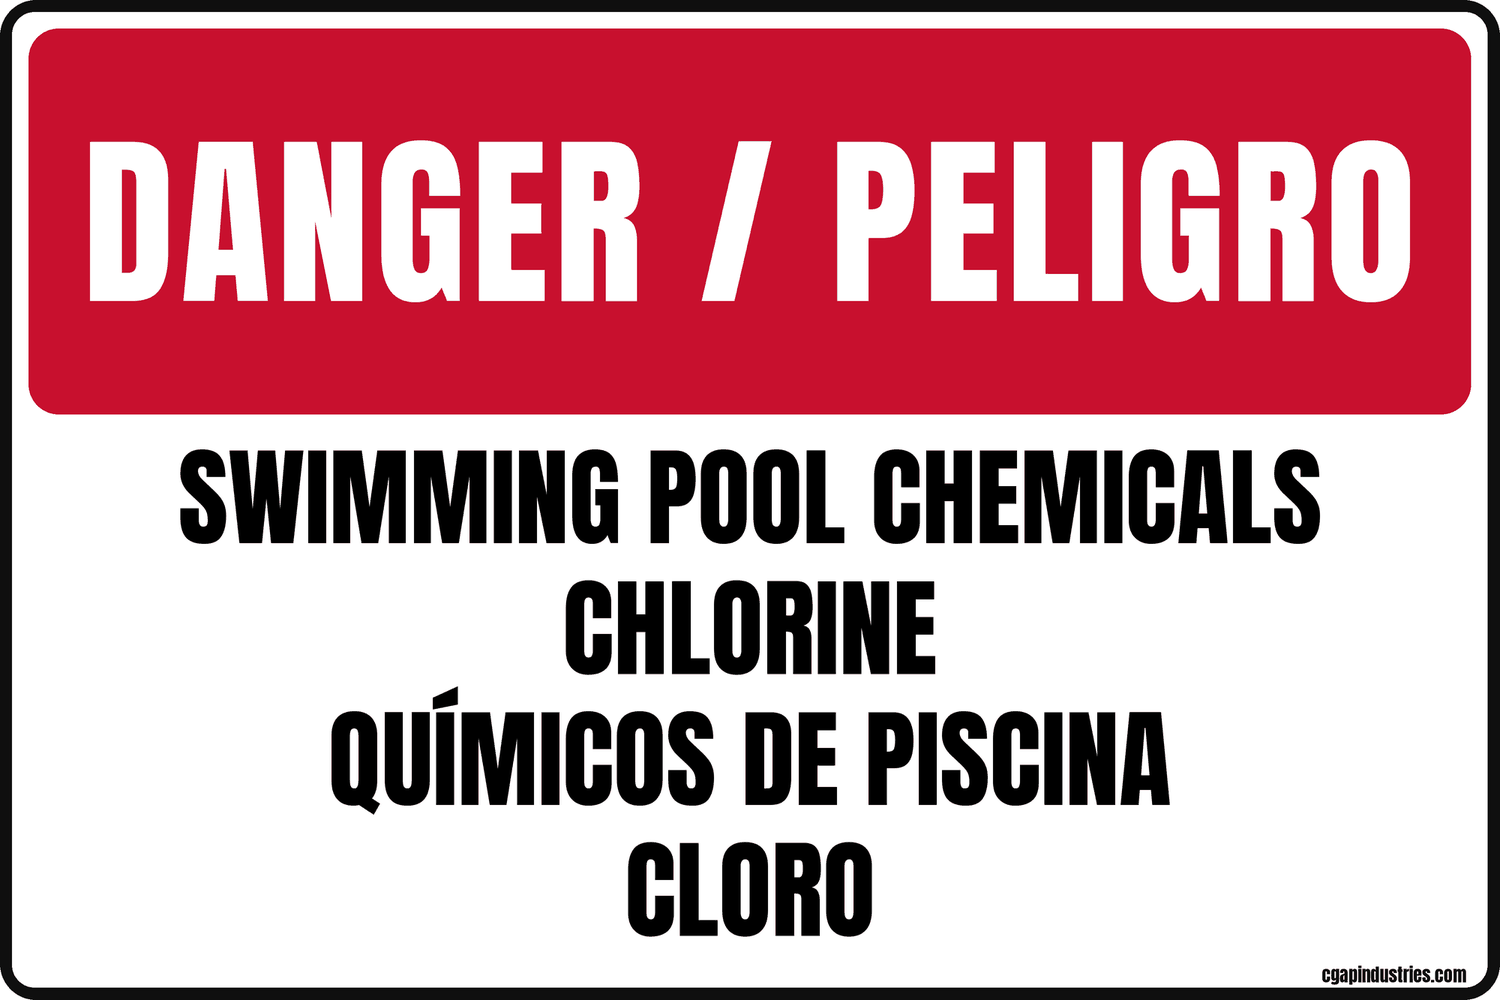 DANGER / PELIGRO
SWIMMING POOL CHEMICALS
CHLORINE
QUÍMICOS DE PISCINA
CLORO
cgapindustries.com